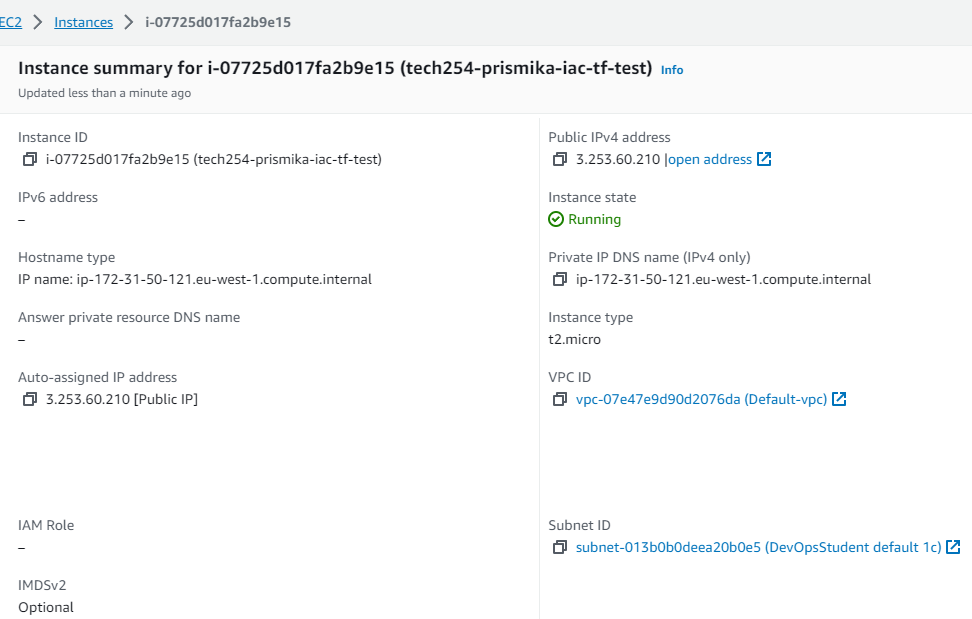 EC2 > Instances > i-07725d017fa2b9e15
Instance summary for i-07725d017fa2b9e15 (tech254-prismika-iac-tf-test) Info
Updated less than a minute ago
Instance ID
i-07725d017fa2b9e15 (tech254-prismika-iac-tf-test)
Public IPv4 address
3.253.60.210 |open address
IPv6 address
–
Instance state
Running
Hostname type
IP name: ip-172-31-50-121.eu-west-1.compute.internal
Private IP DNS name (IPv4 only)
ip-172-31-50-121.eu-west-1.compute.internal
Answer private resource DNS name
–
Instance type
t2.micro
Auto-assigned IP address
3.253.60.210 [Public IP]
VPC ID
vpc-07e47e9d90d2076da (Default-vpc)
IAM Role
–
Subnet ID
subnet-013b0b0deea20b0e5 (DevOpsStudent default 1c)
IMDSv2
Optional